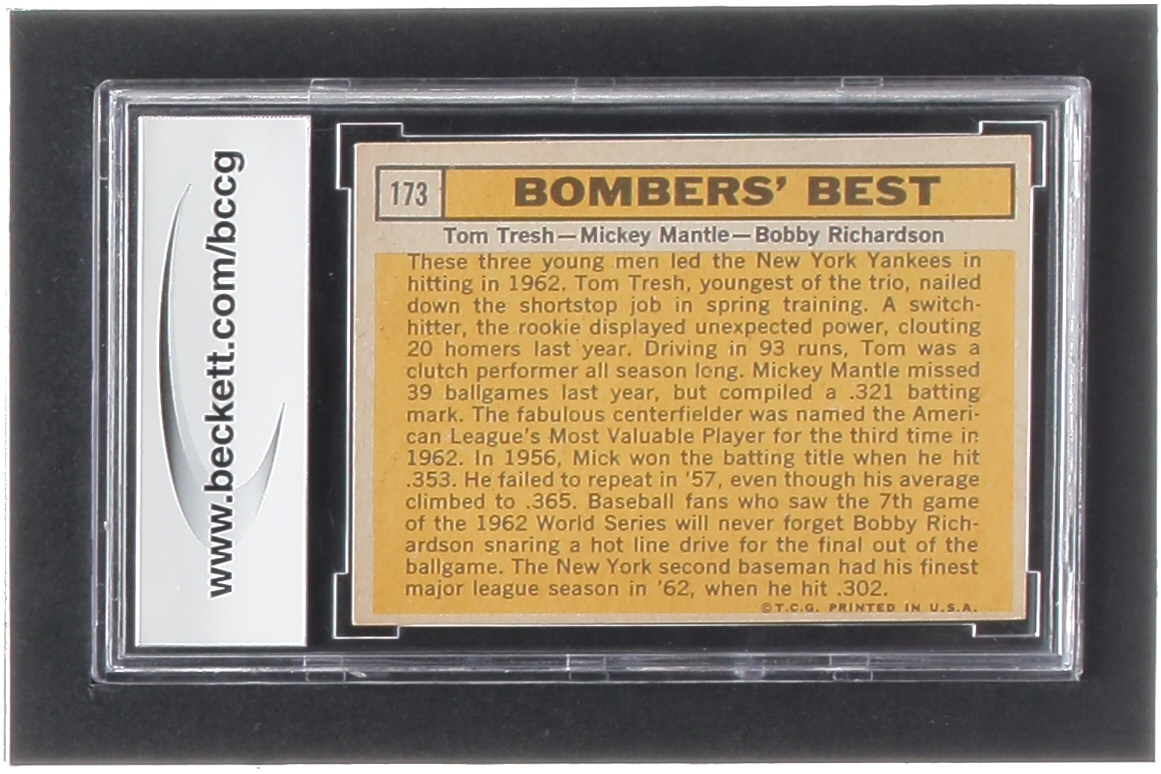 www.beckett.com/bccg
173
BOMBERS' BEST
Tom Tresh—Mickey Mantle—Bobby Richardson
These three young men led the New York Yankees in
hitting in 1962. Tom Tresh, youngest of the trio, nailed
down the shortstop job in spring training. A switch-
hitter, the rookie displayed unexpected power, clouting
20 homers last year. Driving in 93 runs, Tom was a
clutch performer all season long. Mickey Mantle missed
39 ballgames last year, but compiled a .321 batting
mark. The fabulous centerfielder was named the Ameri-
can League's Most Valuable Player for the third time in
1962. In 1956, Mick won the batting title when he hit
.353. He failed to repeat in '57, even though his average
climbed to .365. Baseball fans who saw the 7th game
of the 1962 World Series will never forget Bobby Rich-
ardson snaring a hot line drive for the final out of the
ballgame. The New York second baseman had his finest
major league season in '62, when he hit .302.
©T.C.G. PRINTED IN U.S.A.